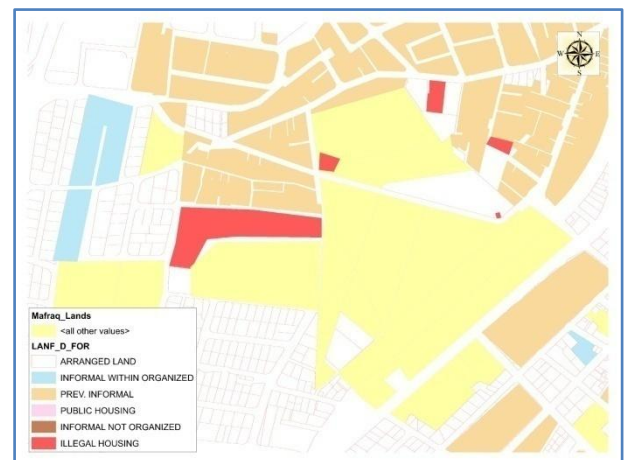 N
W E
S
Mafraq_Lands
<all other values>
LANF_D_FOR
ARRANGED LAND
INFORMAL WITHIN ORGANIZED
PREV. INFORMAL
PUBLIC HOUSING
INFORMAL NOT ORGANIZED
ILLEGAL HOUSING